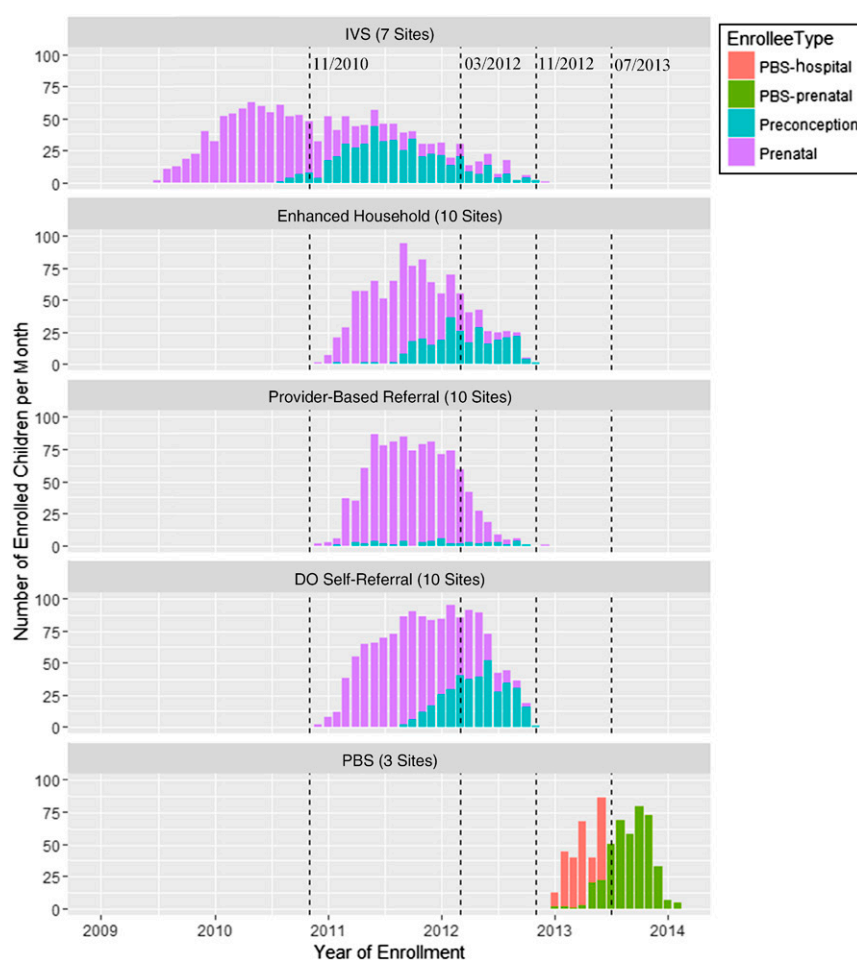 IVS (7 Sites)
100
75
50
25
0
11/2010
03/2012
11/2012
07/2013
EnrolleeType
PBS-hospital
PBS-prenatal
Preconception
Prenatal
Enhanced Household (10 Sites)
100
75
50
25
0
Provider-Based Referral (10 Sites)
100
75
50
25
0
DO Self-Referral (10 Sites)
100
75
50
25
0
PBS (3 Sites)
100
75
50
25
0
Number of Enrolled Children per Month
2009
2010
2011
2012
2013
2014
Year of Enrollment